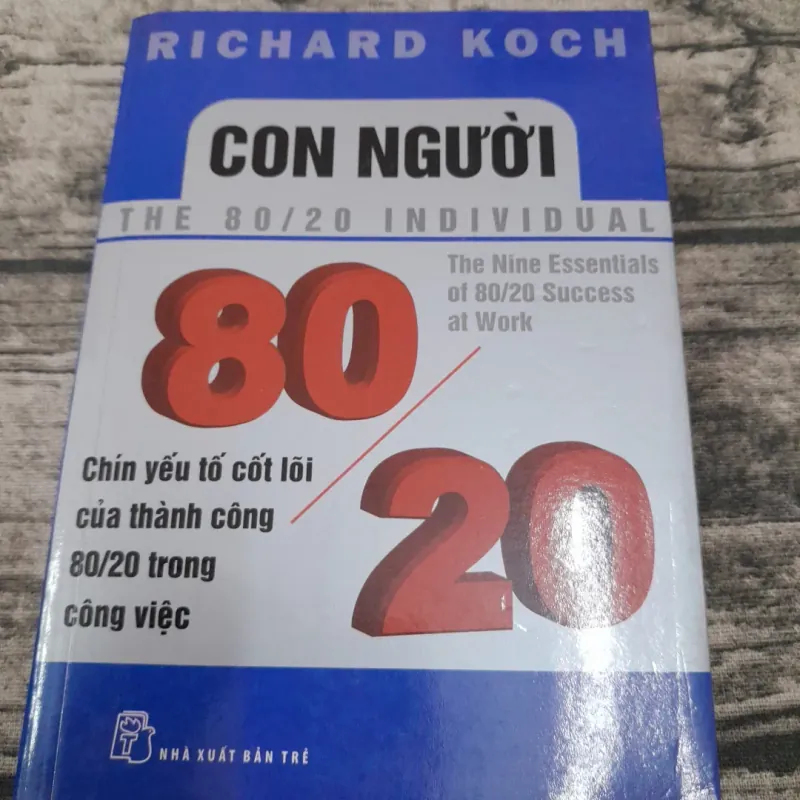 RICHARD KOCH
CON NGƯỜI
THE 80/20 INDIVIDUAL
The Nine Essentials
of 80/20 Success
at Work
80/20
Chín yếu tố cốt lõi
của thành công
80/20 trong
công việc
T
NHÀ XUẤT BẢN TRẺ